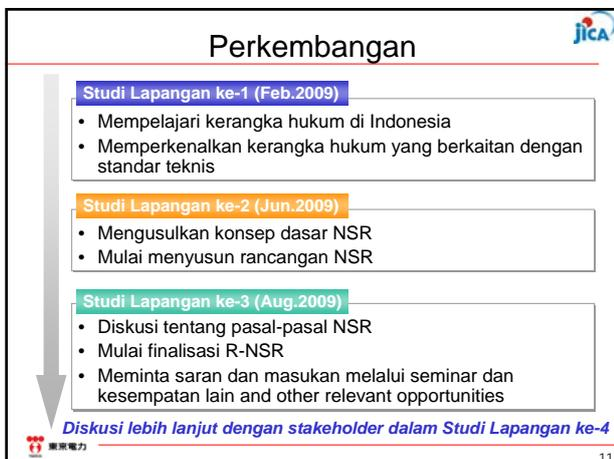 Perkembangan
jica
Studi Lapangan ke-1 (Feb.2009)
• Mempelajari kerangka hukum di Indonesia
• Memperkenalkan kerangka hukum yang berkaitan dengan
standar teknis
Studi Lapangan ke-2 (Jun.2009)
• Mengusulkan konsep dasar NSR
• Mulai menyusun rancangan NSR
Studi Lapangan ke-3 (Aug.2009)
• Diskusi tentang pasal-pasal NSR
• Mulai finalisasi R-NSR
• Meminta saran dan masukan melalui seminar dan
kesempatan lain and other relevant opportunities
Diskusi lebih lanjut dengan stakeholder dalam Studi Lapangan ke-4
東京電力
11